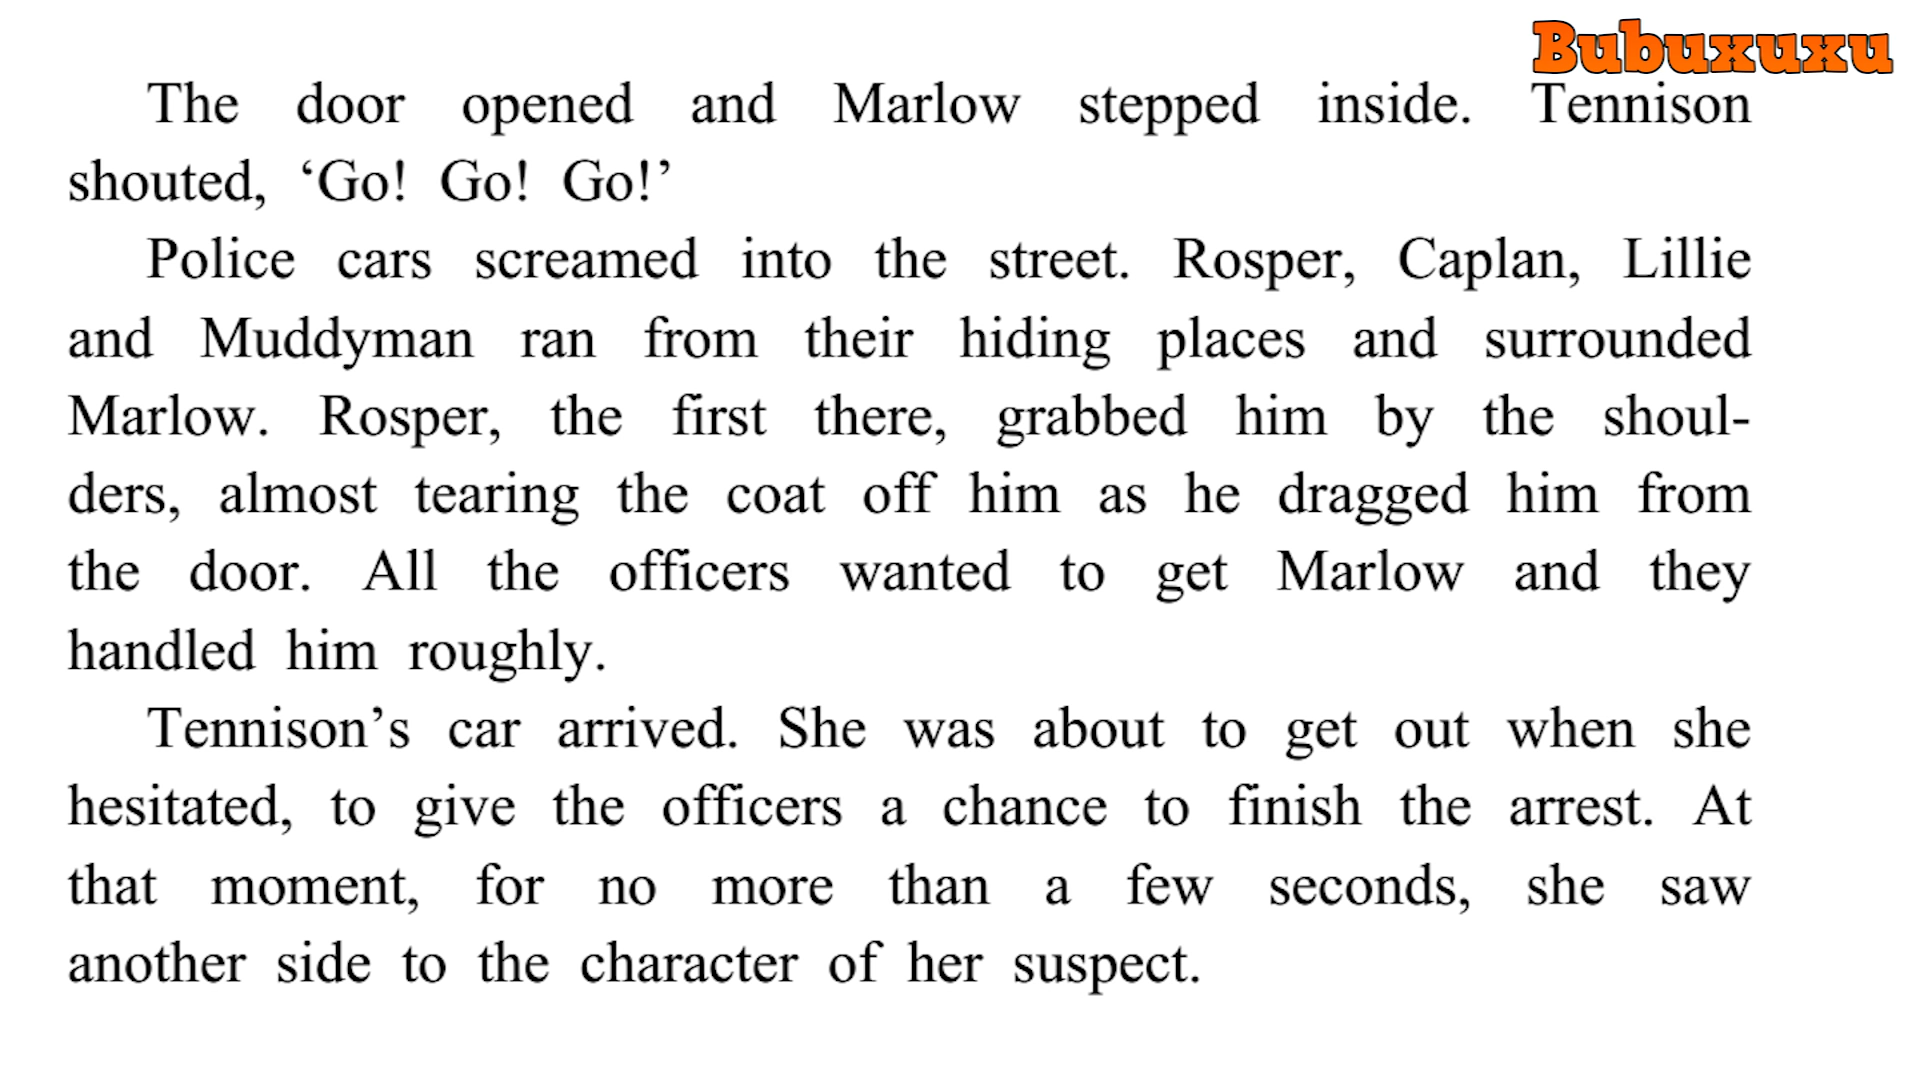 Bubuxuxu
The door opened and Marlow stepped inside. Tennison
shouted, ‘Go! Go! Go!’
Police cars screamed into the street. Rosper, Caplan, Lillie
and Muddyman ran from their hiding places and surrounded
Marlow. Rosper, the first there, grabbed him by the shoul-
ders, almost tearing the coat off him as he dragged him from
the door. All the officers wanted to get Marlow and they
handled him roughly.
Tennison’s car arrived. She was about to get out when she
hesitated, to give the officers a chance to finish the arrest. At
that moment, for no more than a few seconds, she saw
another side to the character of her suspect.